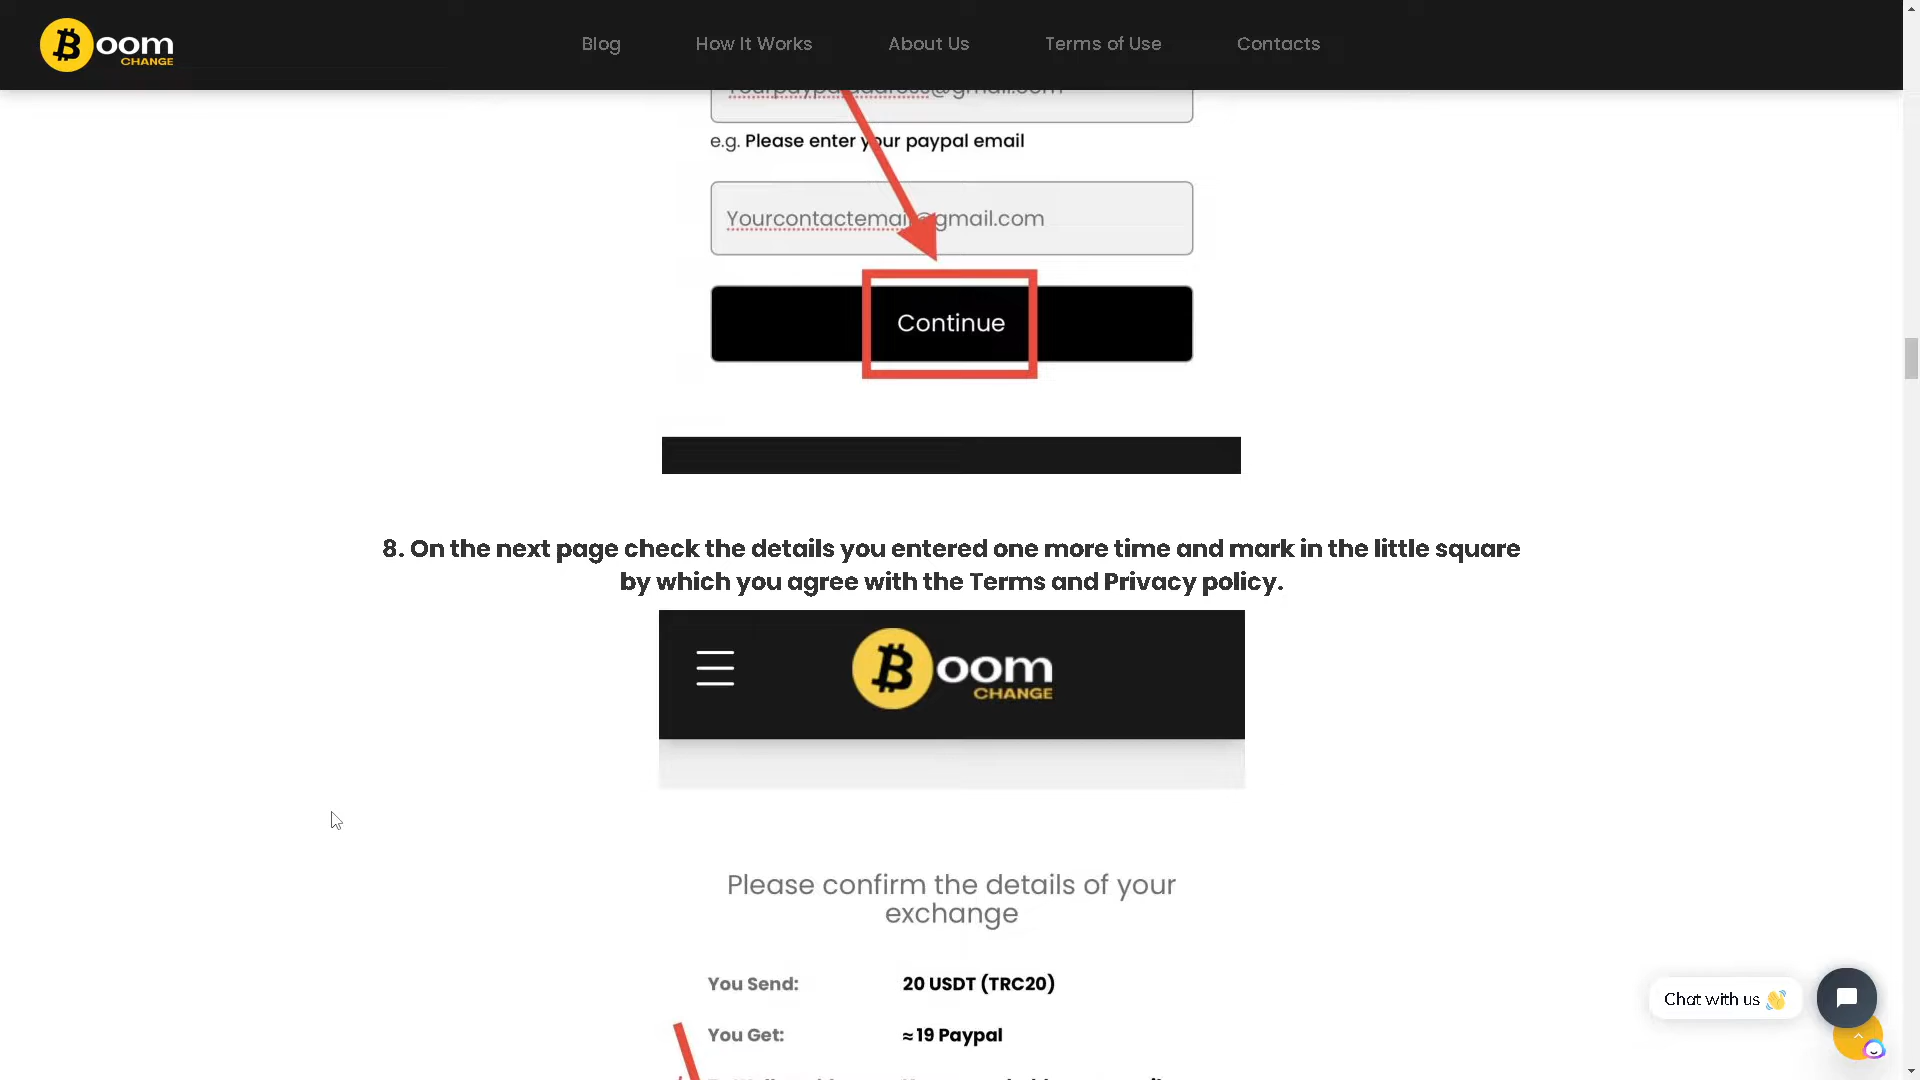 Boom
CHANGE
Blog
How It Works
About Us
Terms of Use
Contacts
e.g. Please enter your paypal email
Yourcontactemail@gmail.com
Continue
8. On the next page check the details you entered one more time and mark in the little square
by which you agree with the Terms and Privacy policy.
Boom
CHANGE
Please confirm the details of your
exchange
You Send: 20 USDT (TRC20)
You Get: ≈ 19 Paypal
Chat with us 👋